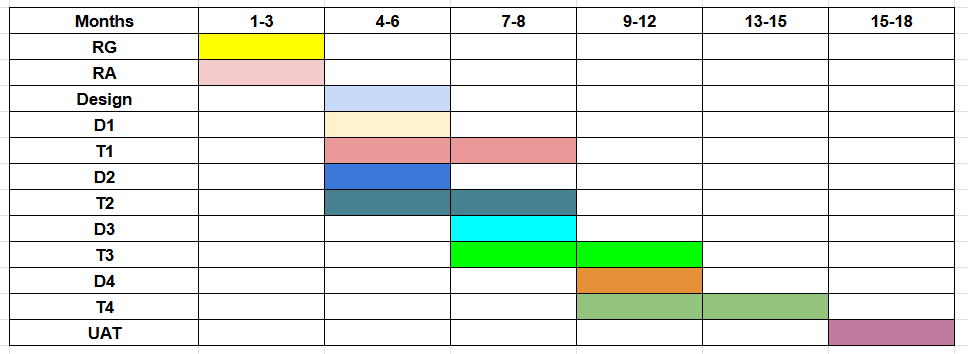 Months 1-3 4-6 7-8 9-12 13-15 15-18
RG
RA
Design
D1
T1
D2
T2
D3
T3
D4
T4
UAT